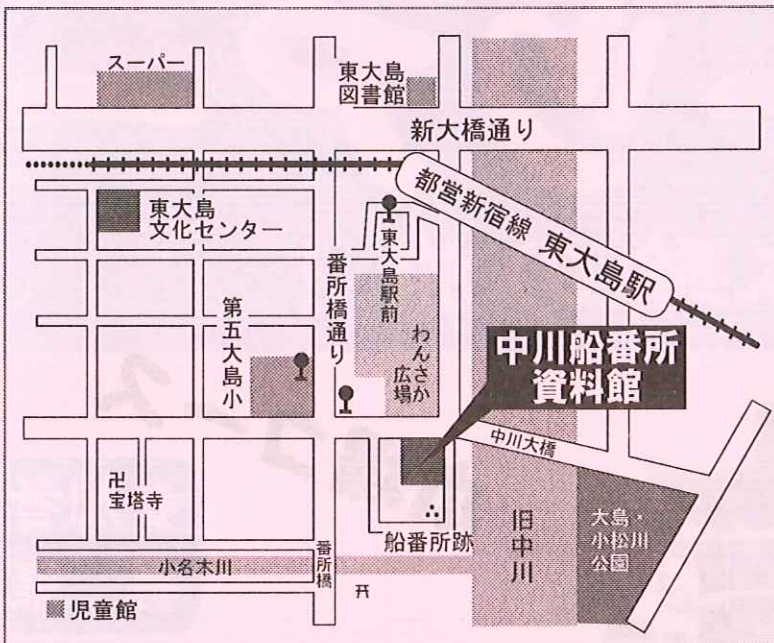 スーパー
東大島
図書館
新大橋通り
都営新宿線 東大島駅
東大島
文化センター
東大島駅前
番所橋通り
第五大島小
わんさか
広場
中川船番所
資料館
中川大橋
卍
宝塔寺
船番所跡
旧中川
大島・
小松川
公園
小名木川
番所橋
児童館